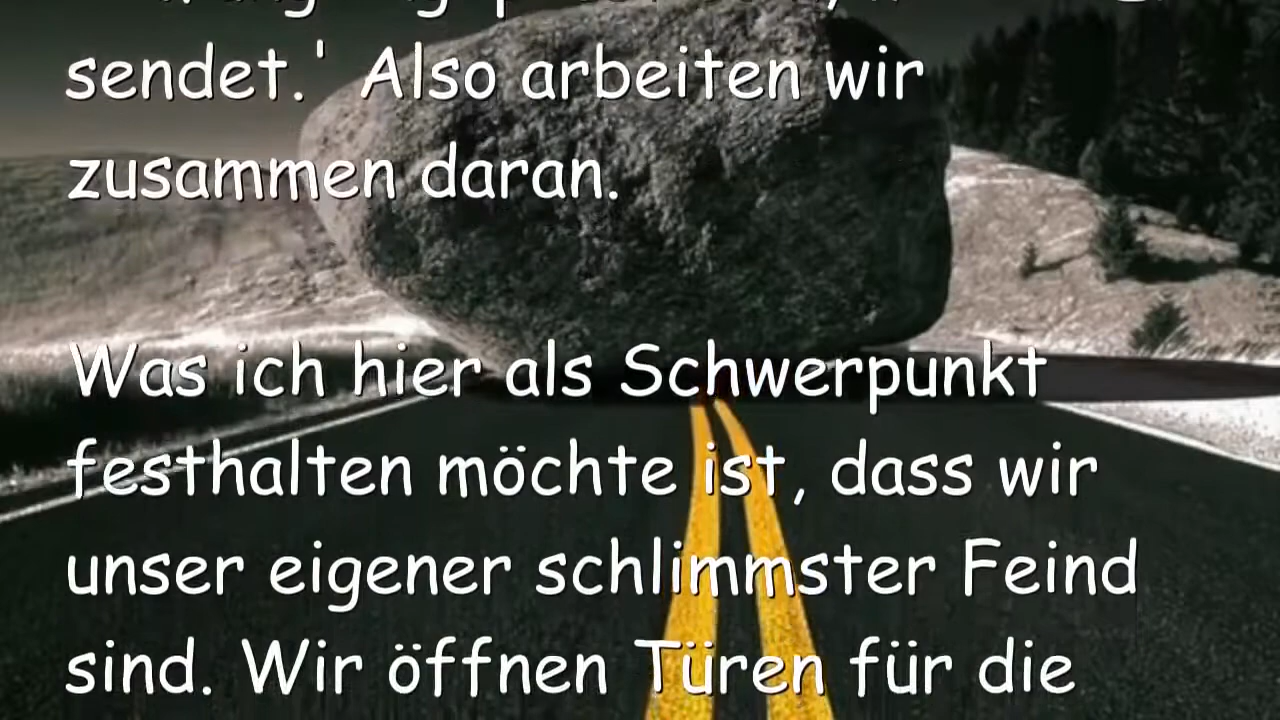 sendet.' Also arbeiten wir
zusammen daran.
Was ich hier als Schwerpunkt
festhalten möchte ist, dass wir
unser eigener schlimmster Feind
sind. Wir öffnen Türen für die